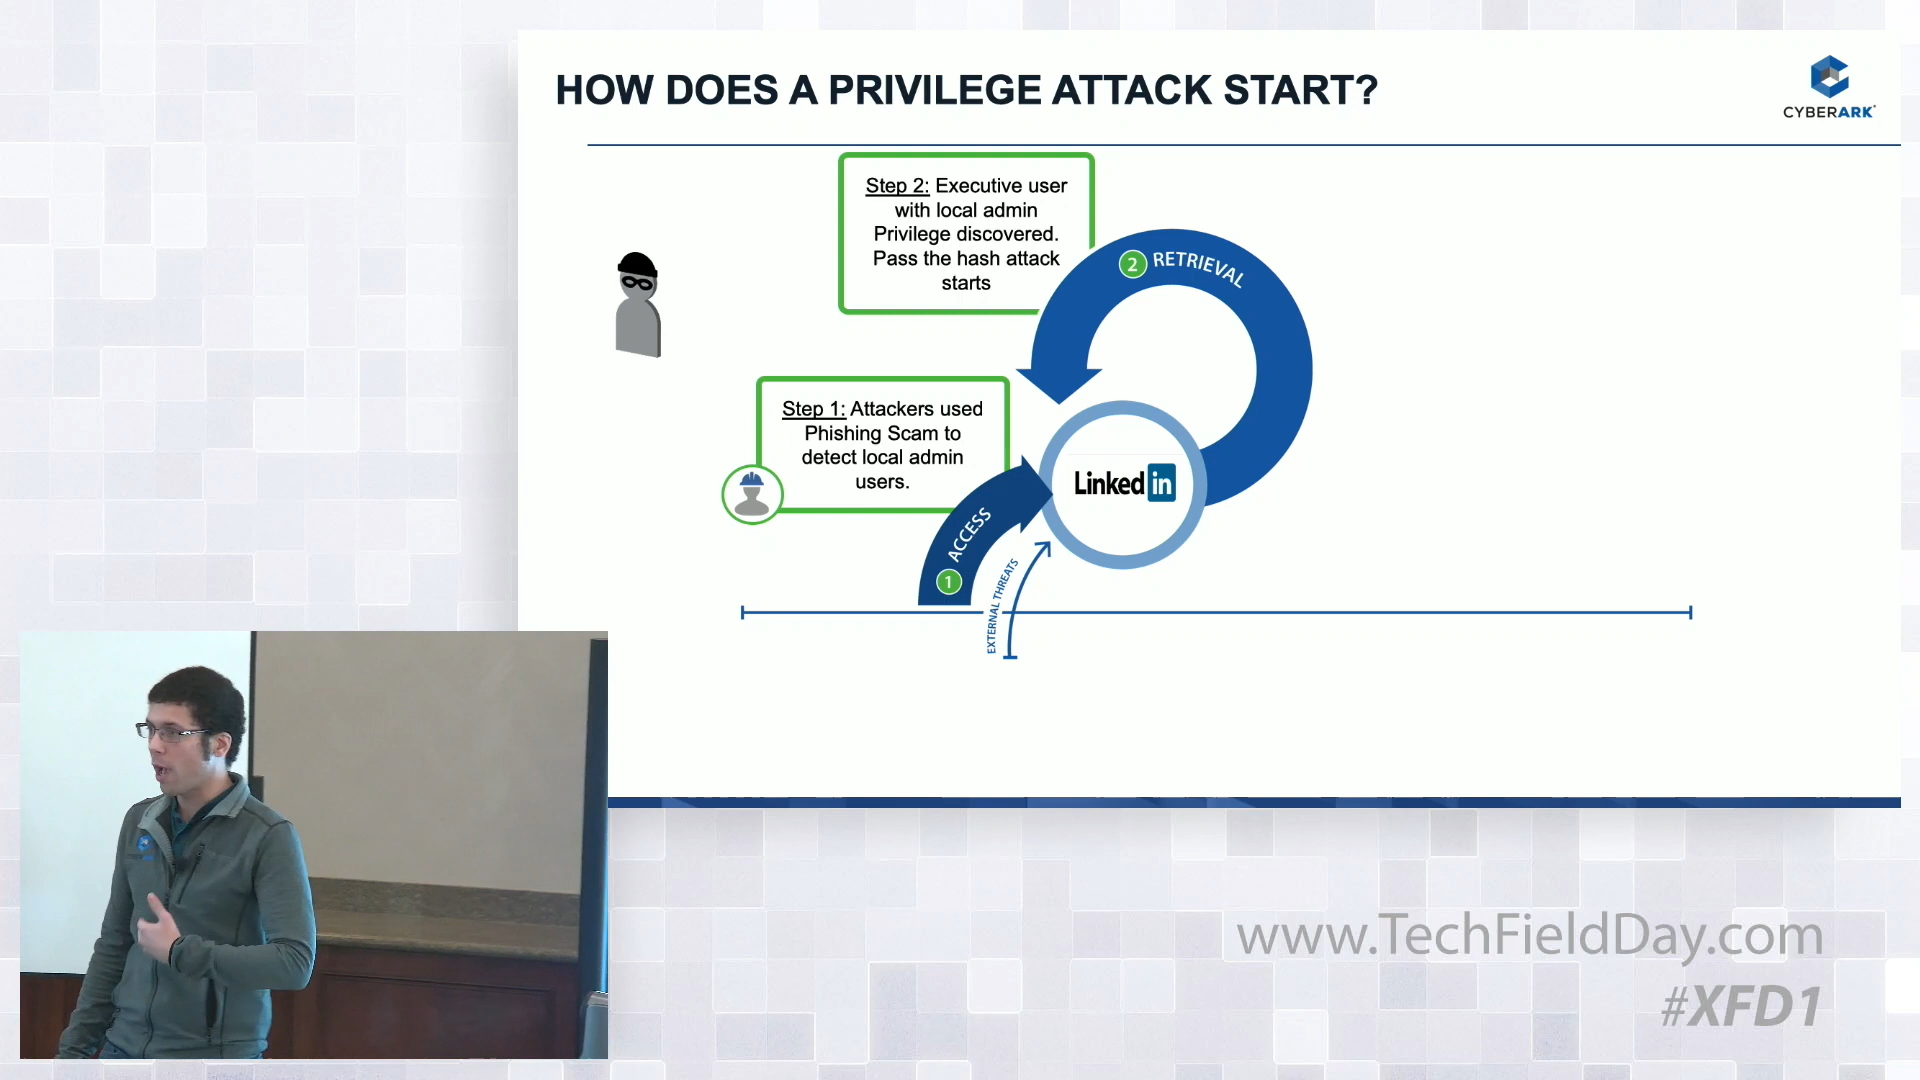 HOW DOES A PRIVILEGE ATTACK START?
CYBERARK
Step 2: Executive user
with local admin
Privilege discovered.
Pass the hash attack
starts
2 RETRIEVAL
Step 1: Attackers used
Phishing Scam to
detect local admin
users.
Linked in
1 ACCESS
EXTERNAL THREATS
www.TechFieldDay.com
#XFD1